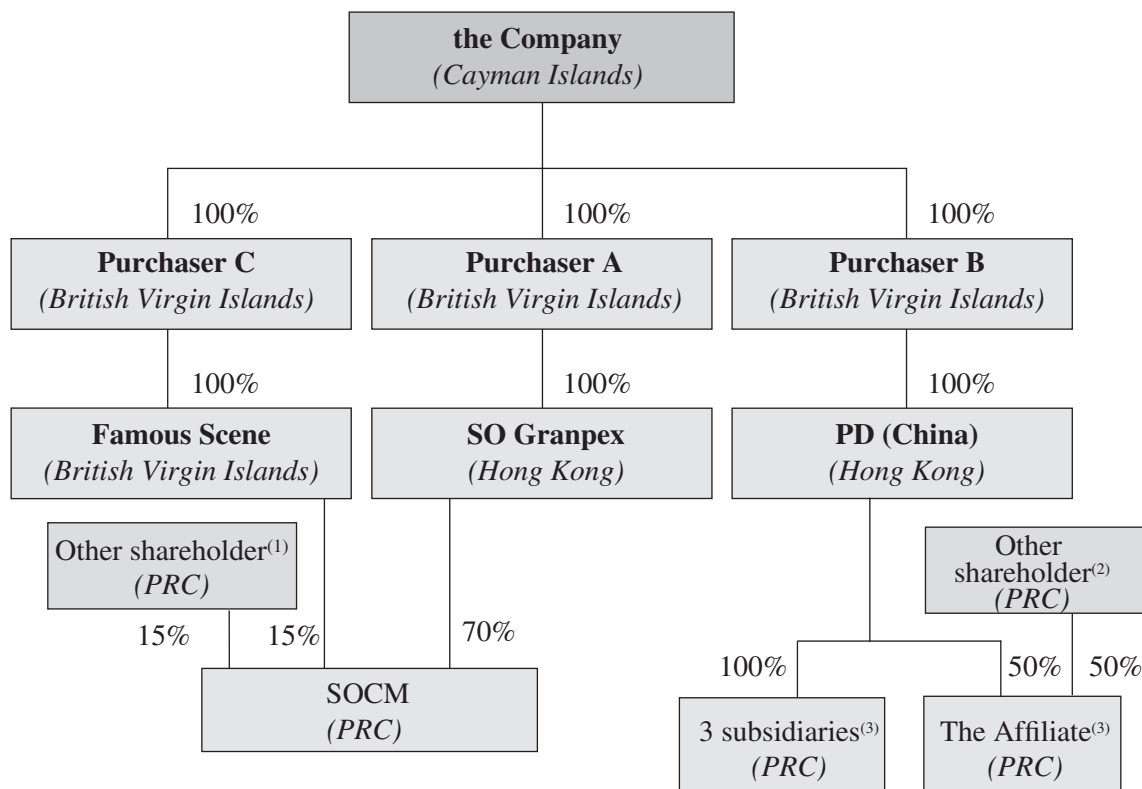 the Company
(Cayman Islands)
100%
100%
100%
Purchaser C
(British Virgin Islands)
Purchaser A
(British Virgin Islands)
Purchaser B
(British Virgin Islands)
100%
100%
100%
Famous Scene
(British Virgin Islands)
SO Granpex
(Hong Kong)
PD (China)
(Hong Kong)
Other shareholder(1)
(PRC)
Other
shareholder(2)
(PRC)
15%
15%
70%
100%
50%
50%
SOCM
(PRC)
3 subsidiaries(3)
(PRC)
The Affiliate(3)
(PRC)